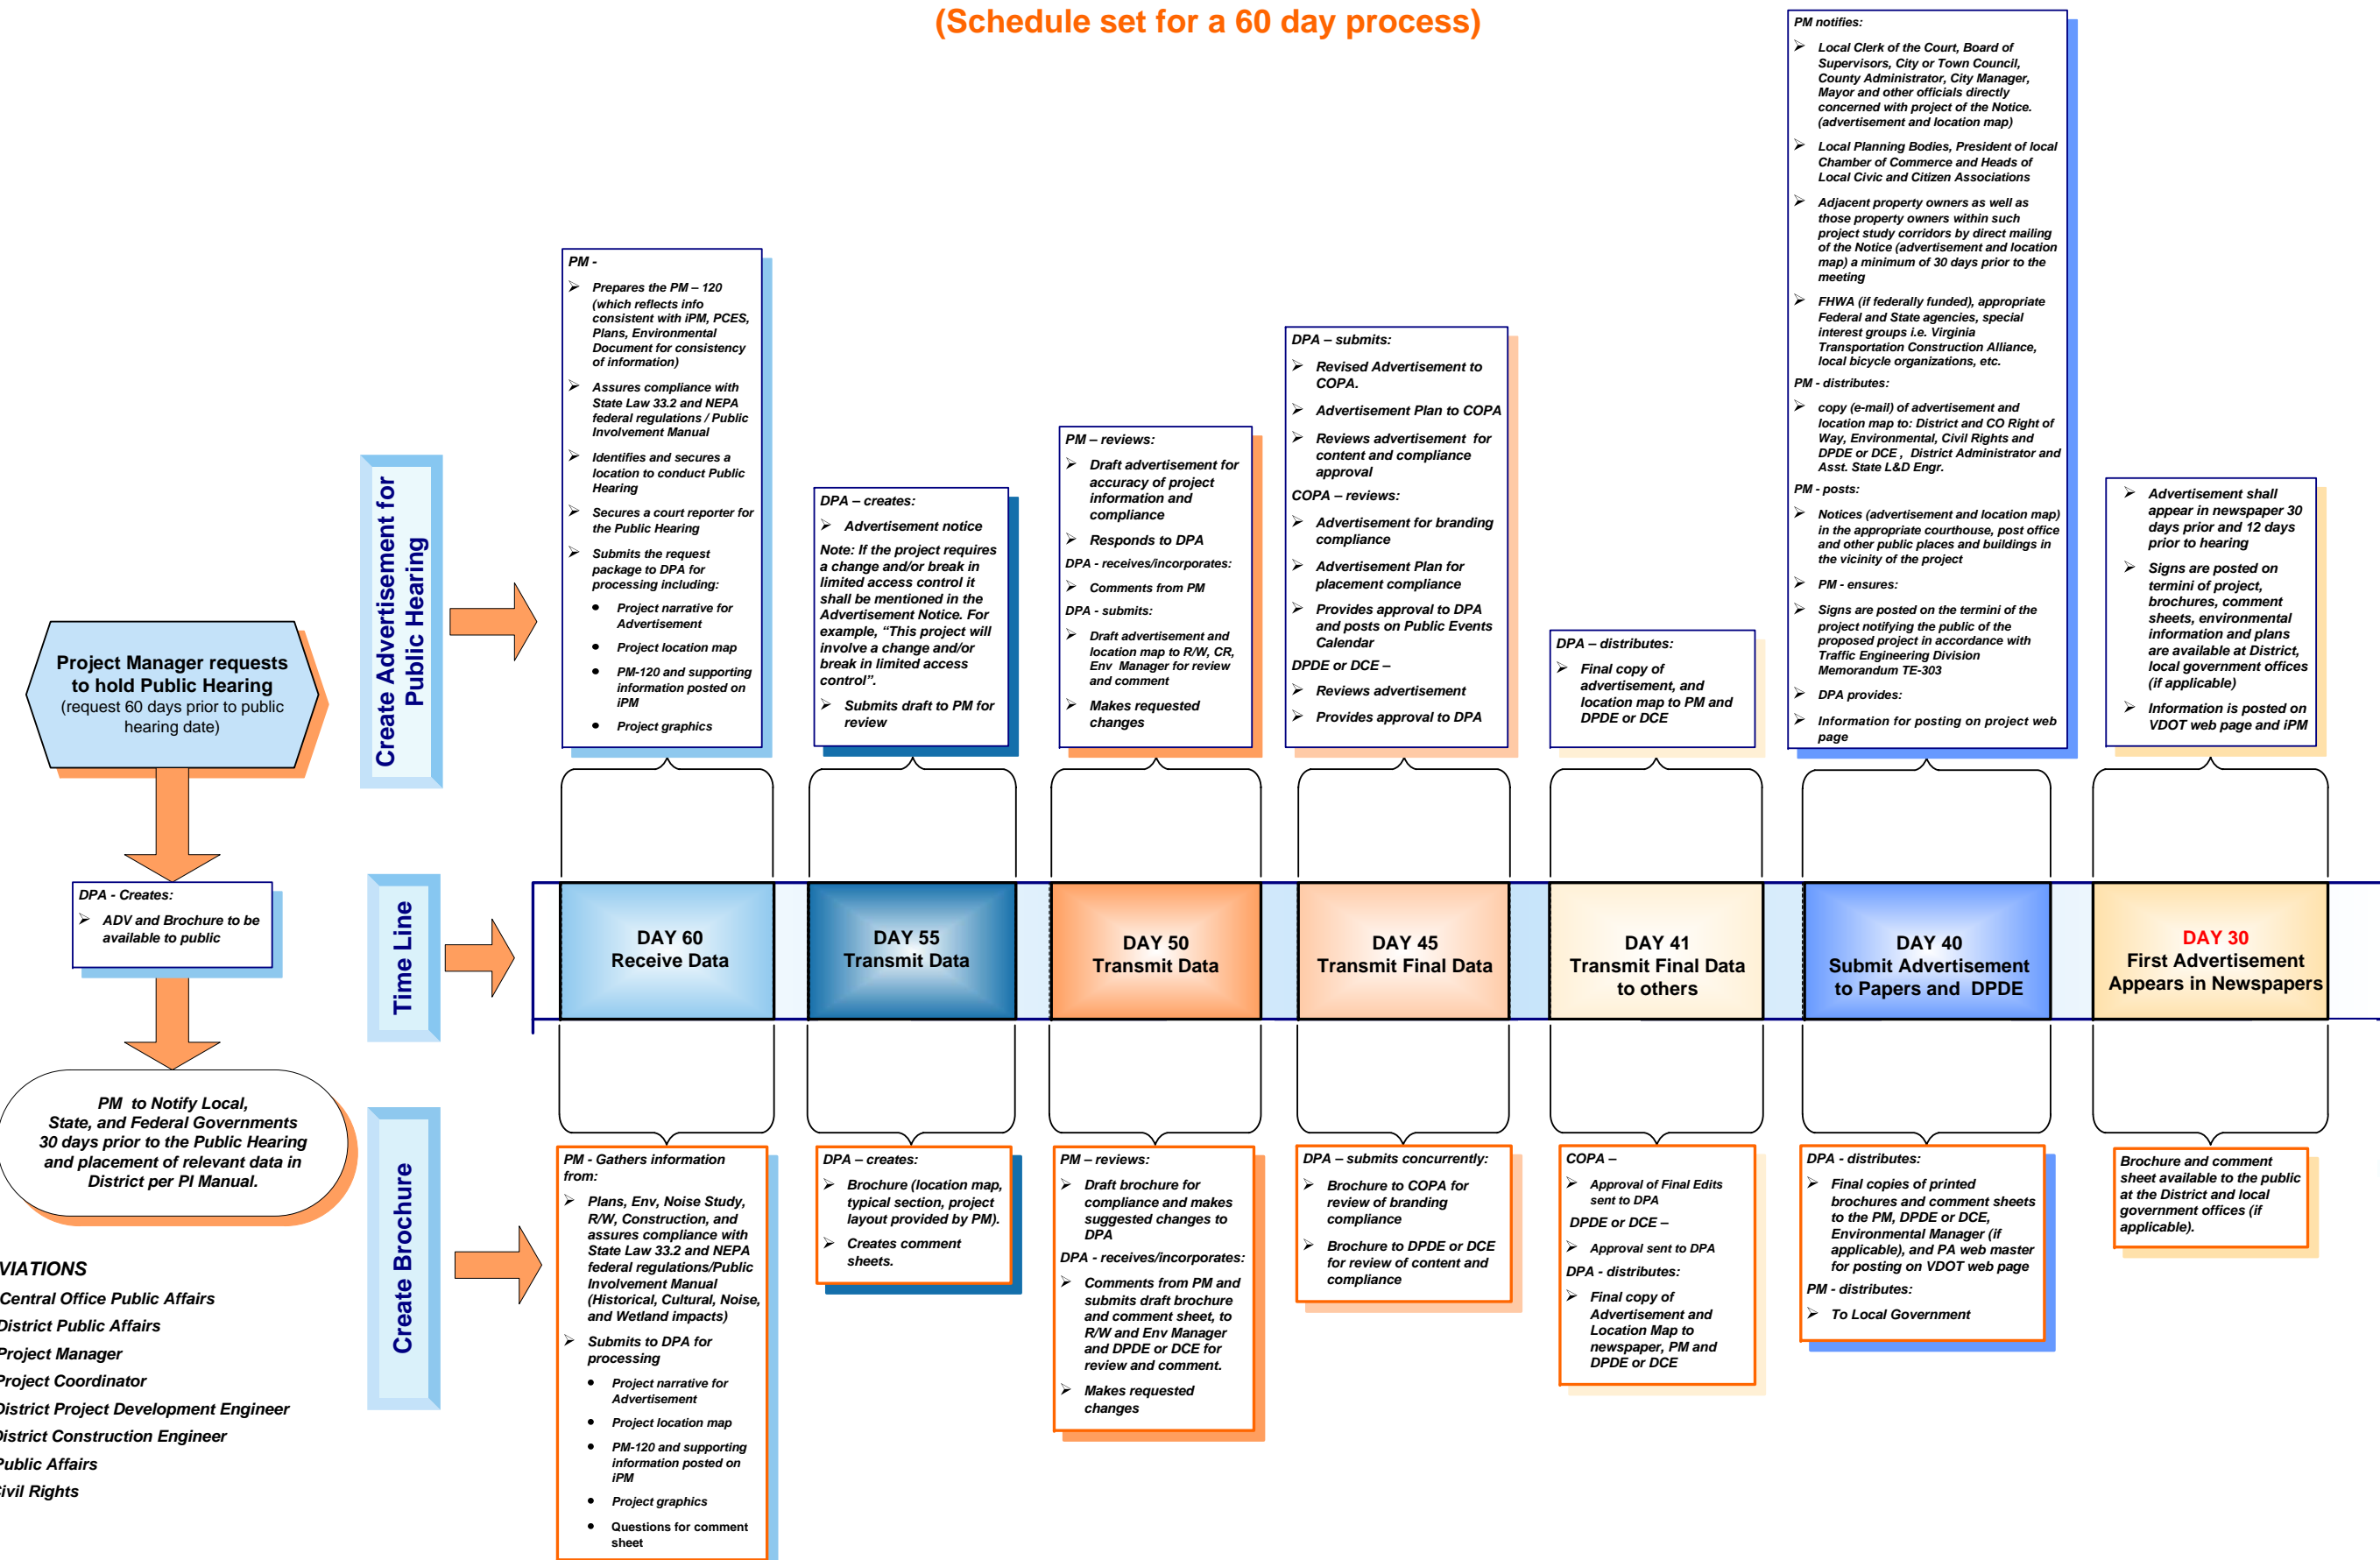 (Schedule set for a 60 day process)
Project Manager requests
to hold Public Hearing
(request 60 days prior to public
hearing date)
DPA - Creates:
➢ ADV and Brochure to be
available to public
PM to Notify Local,
State, and Federal Governments
30 days prior to the Public Hearing
and placement of relevant data in
District per PI Manual.
VIATIONS
Central Office Public Affairs
District Public Affairs
Project Manager
Project Coordinator
District Project Development Engineer
District Construction Engineer
Public Affairs
Civil Rights
Create Advertisement for
Public Hearing
PM -
➢ Prepares the PM – 120
(which reflects info
consistent with iPM, PCES,
Plans, Environmental
Document for consistency
of information)
➢ Assures compliance with
State Law 33.2 and NEPA
federal regulations / Public
Involvement Manual
➢ Identifies and secures a
location to conduct Public
Hearing
➢ Secures a court reporter for
the Public Hearing
➢ Submits the request
package to DPA for
processing including:
• Project narrative for
Advertisement
• Project location map
• PM-120 and supporting
information posted on
iPM
• Project graphics
DPA – creates:
➢ Advertisement notice
Note: If the project requires
a change and/or break in
limited access control it
shall be mentioned in the
Advertisement Notice. For
example, “This project will
involve a change and/or
break in limited access
control”.
➢ Submits draft to PM for
review
PM – reviews:
➢ Draft advertisement for
accuracy of project
information and
compliance
➢ Responds to DPA
DPA - receives/incorporates:
➢ Comments from PM
DPA - submits:
➢ Draft advertisement and
location map to R/W, CR,
Env Manager for review
and comment
➢ Makes requested
changes
DPA – submits:
➢ Revised Advertisement to
COPA.
➢ Advertisement Plan to COPA
➢ Reviews advertisement for
content and compliance
approval
COPA – reviews:
➢ Advertisement for branding
compliance
➢ Advertisement Plan for
placement compliance
➢ Provides approval to DPA
and posts on Public Events
Calendar
DPDE or DCE –
➢ Reviews advertisement
➢ Provides approval to DPA
DPA – distributes:
➢ Final copy of
advertisement, and
location map to PM and
DPDE or DCE
PM notifies:
➢ Local Clerk of the Court, Board of
Supervisors, City or Town Council,
County Administrator, City Manager,
Mayor and other officials directly
concerned with project of the Notice.
(advertisement and location map)
➢ Local Planning Bodies, President of local
Chamber of Commerce and Heads of
Local Civic and Citizen Associations
➢ Adjacent property owners as well as
those property owners within such
project study corridors by direct mailing
of the Notice (advertisement and location
map) a minimum of 30 days prior to the
meeting
➢ FHWA (if federally funded), appropriate
Federal and State agencies, special
interest groups i.e. Virginia
Transportation Construction Alliance,
local bicycle organizations, etc.
PM - distributes:
➢ copy (e-mail) of advertisement and
location map to: District and CO Right of
Way, Environmental, Civil Rights and
DPDE or DCE , District Administrator and
Asst. State L&D Engr.
PM - posts:
➢ Notices (advertisement and location map)
in the appropriate courthouse, post office
and other public places and buildings in
the vicinity of the project
➢ PM - ensures:
➢ Signs are posted on the termini of the
project notifying the public of the
proposed project in accordance with
Traffic Engineering Division
Memorandum TE-303
➢ DPA provides:
➢ Information for posting on project web
page
➢ Advertisement shall
appear in newspaper 30
days prior and 12 days
prior to hearing
➢ Signs are posted on
termini of project,
brochures, comment
sheets, environmental
information and plans
are available at District,
local government offices
(if applicable)
➢ Information is posted on
VDOT web page and iPM
Time Line
DAY 60
Receive Data
DAY 55
Transmit Data
DAY 50
Transmit Data
DAY 45
Transmit Final Data
DAY 41
Transmit Final Data
to others
DAY 40
Submit Advertisement
to Papers and DPDE
DAY 30
First Advertisement
Appears in Newspapers
Create Brochure
PM - Gathers information
from:
➢ Plans, Env, Noise Study,
R/W, Construction, and
assures compliance with
State Law 33.2 and NEPA
federal regulations/Public
Involvement Manual
(Historical, Cultural, Noise,
and Wetland impacts)
➢ Submits to DPA for
processing
• Project narrative for
Advertisement
• Project location map
• PM-120 and supporting
information posted on
iPM
• Project graphics
• Questions for comment
sheet
DPA – creates:
➢ Brochure (location map,
typical section, project
layout provided by PM).
➢ Creates comment
sheets.
PM – reviews:
➢ Draft brochure for
compliance and makes
suggested changes to
DPA
DPA - receives/incorporates:
➢ Comments from PM and
submits draft brochure
and comment sheet, to
R/W and Env Manager
and DPDE or DCE for
review and comment.
➢ Makes requested
changes
DPA – submits concurrently:
➢ Brochure to COPA for
review of branding
compliance
➢ Brochure to DPDE or DCE
for review of content and
compliance
COPA –
➢ Approval of Final Edits
sent to DPA
DPDE or DCE –
➢ Approval sent to DPA
DPA - distributes:
➢ Final copy of
Advertisement and
Location Map to
newspaper, PM and
DPDE or DCE
DPA - distributes:
➢ Final copies of printed
brochures and comment sheets
to the PM, DPDE or DCE,
Environmental Manager (if
applicable), and PA web master
for posting on VDOT web page
PM - distributes:
➢ To Local Government
Brochure and comment
sheet available to the public
at the District and local
government offices (if
applicable).